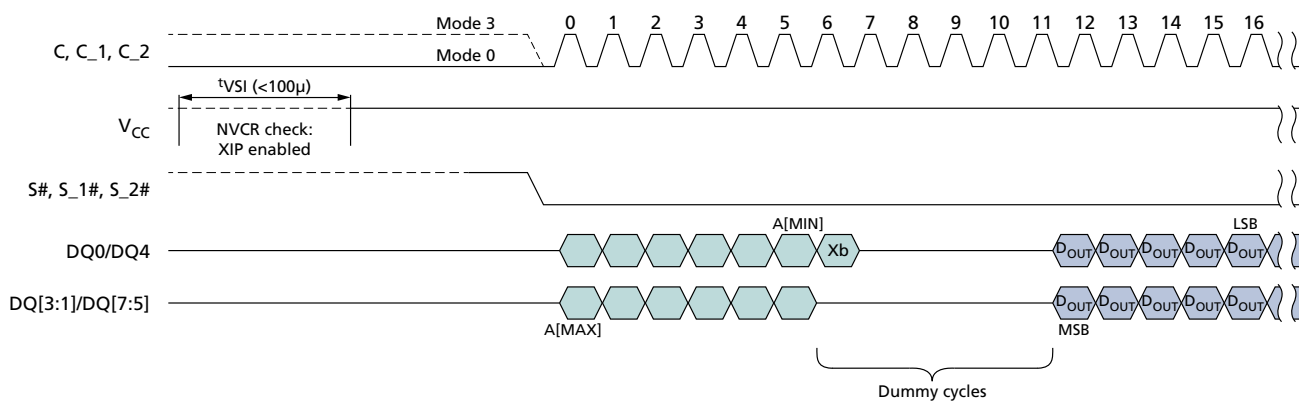 Mode 3 0 1 2 3 4 5 6 7 8 9 10 11 12 13 14 15 16
C, C_1, C_2
Mode 0
tVSI (<100μ)
VCC
NVCR check:
XIP enabled
S#, S_1#, S_2#
A[MIN] LSB
DQ0/DQ4 Xb DOUT DOUT DOUT DOUT DOUT
DQ[3:1]/DQ[7:5] DOUT DOUT DOUT DOUT DOUT
A[MAX] MSB
Dummy cycles